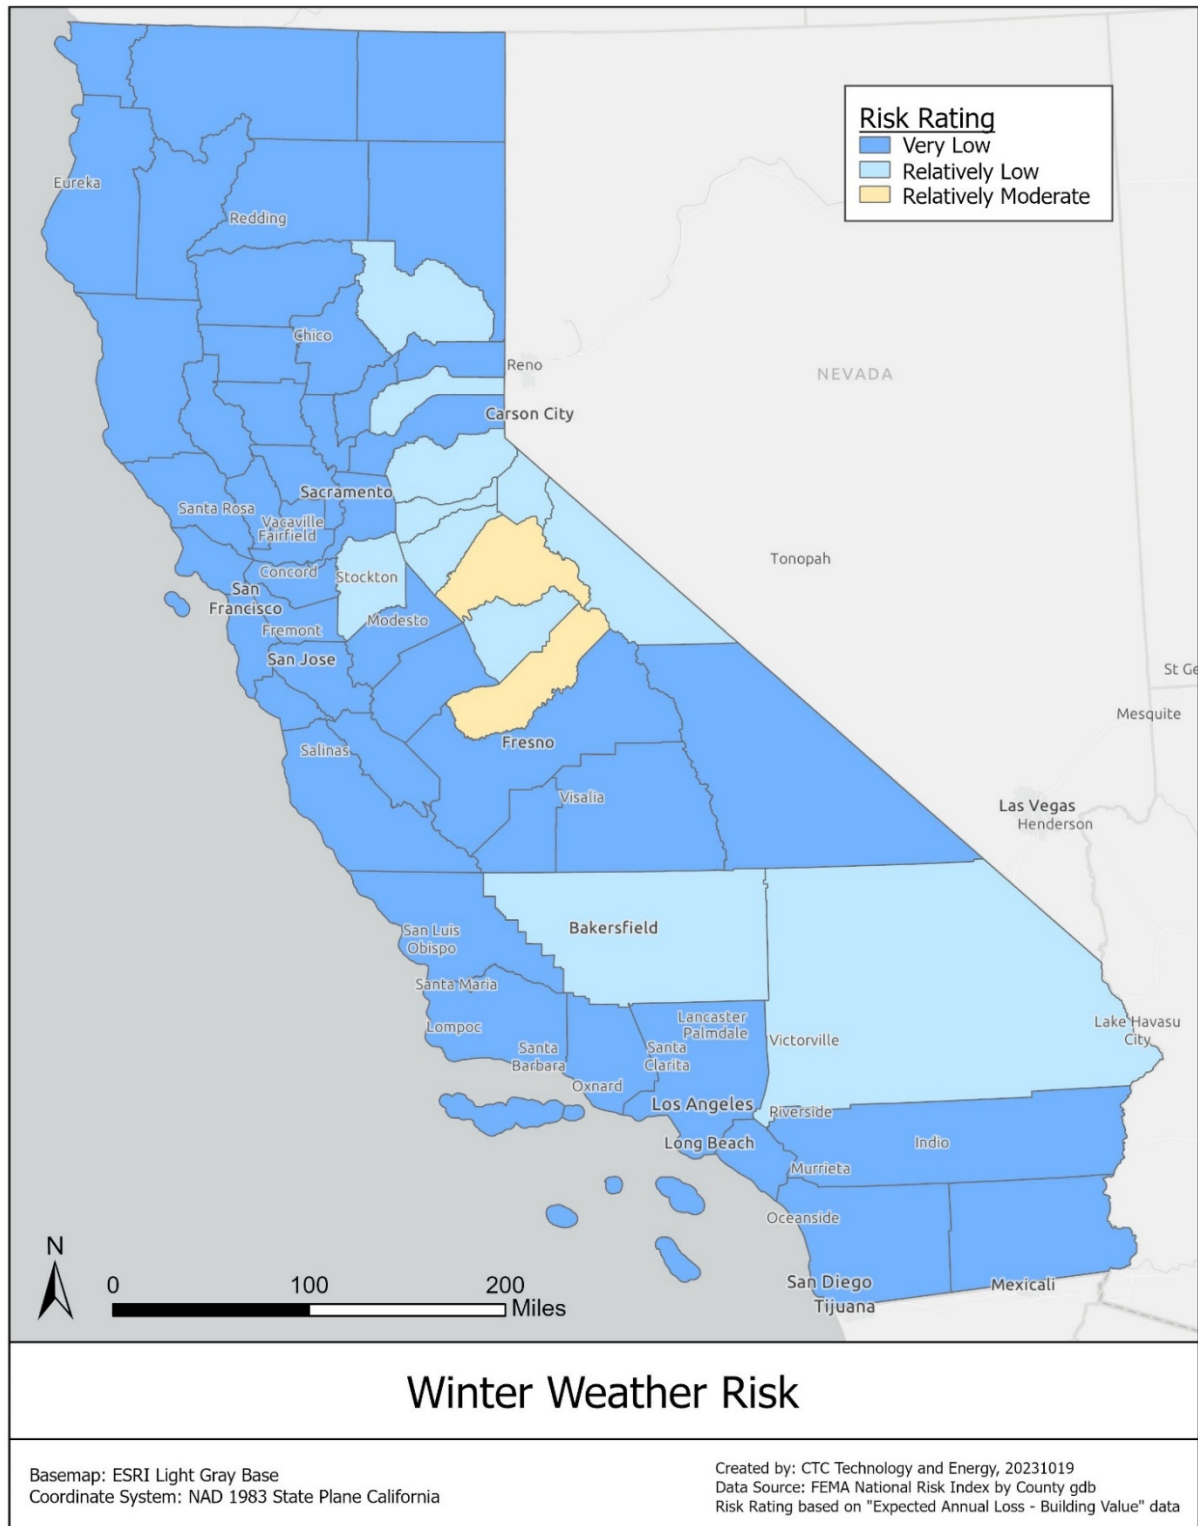 Risk Rating
Very Low
Relatively Low
Relatively Moderate
Eureka
Redding
Chico
Reno
NEVADA
Carson City
Sacramento
Santa Rosa
Vacaville
Fairfield
Tonopah
Concord
Stockton
San
Francisco
Modesto
Fremont
San Jose
St Ge
Mesquite
Salinas
Fresno
Visalia
Las Vegas
Henderson
San Luis
Obispo
Bakersfield
Santa Maria
Lompoc
Lancaster
Palmdale
Lake Havasu
City
Victorville
Santa
Barbara
Santa
Clarita
Oxnard
Los Angeles
Riverside
Long Beach
Indio
Murrieta
Oceanside
San Diego
Tijuana
Mexicali
N
0 100 200
Miles
Winter Weather Risk
Basemap: ESRI Light Gray Base
Coordinate System: NAD 1983 State Plane California
Created by: CTC Technology and Energy, 20231019
Data Source: FEMA National Risk Index by County gdb
Risk Rating based on "Expected Annual Loss - Building Value" data